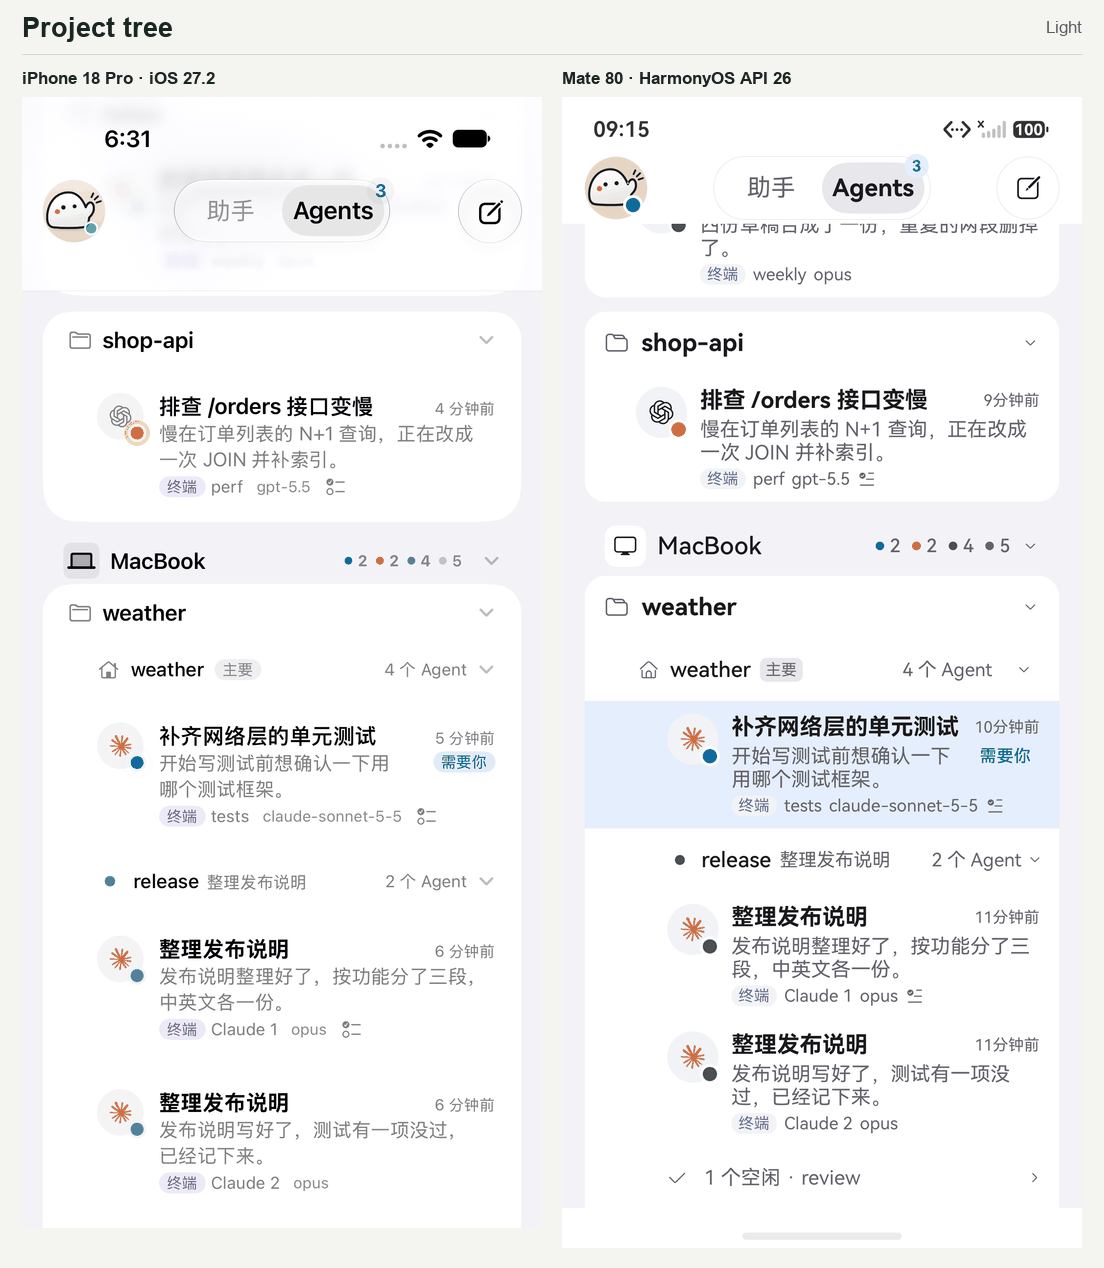 Project tree
Light
iPhone 18 Pro · iOS 27.2
6:31
助手
Agents
3
shop-api
排查 /orders 接口变慢
4 分钟前
慢在订单列表的 N+1 查询，正在改成
一次 JOIN 并补索引。
终端 perf gpt-5.5
MacBook
2 2 4 5
weather
weather 主要
4 个 Agent
补齐网络层的单元测试
5 分钟前
开始写测试前想确认一下用
需要你
哪个测试框架。
终端 tests claude-sonnet-5-5
release 整理发布说明
2 个 Agent
整理发布说明
6 分钟前
发布说明整理好了，按功能分了三段，
中英文各一份。
终端 Claude 1 opus
整理发布说明
6 分钟前
发布说明写好了，测试有一项没过，
已经记下来。
终端 Claude 2 opus
Mate 80 · HarmonyOS API 26
09:15
100
助手
Agents
3
四份草稿合成了一份，重复的两段删掉
了。
终端 weekly opus
shop-api
排查 /orders 接口变慢
9分钟前
慢在订单列表的 N+1 查询，正在改成
一次 JOIN 并补索引。
终端 perf gpt-5.5
MacBook
2 2 4 5
weather
weather 主要
4 个 Agent
补齐网络层的单元测试
10分钟前
开始写测试前想确认一下
需要你
用哪个测试框架。
终端 tests claude-sonnet-5-5
release 整理发布说明
2 个 Agent
整理发布说明
11分钟前
发布说明整理好了，按功能分了三
段，中英文各一份。
终端 Claude 1 opus
整理发布说明
11分钟前
发布说明写好了，测试有一项没
过，已经记下来。
终端 Claude 2 opus
1 个空闲 · review